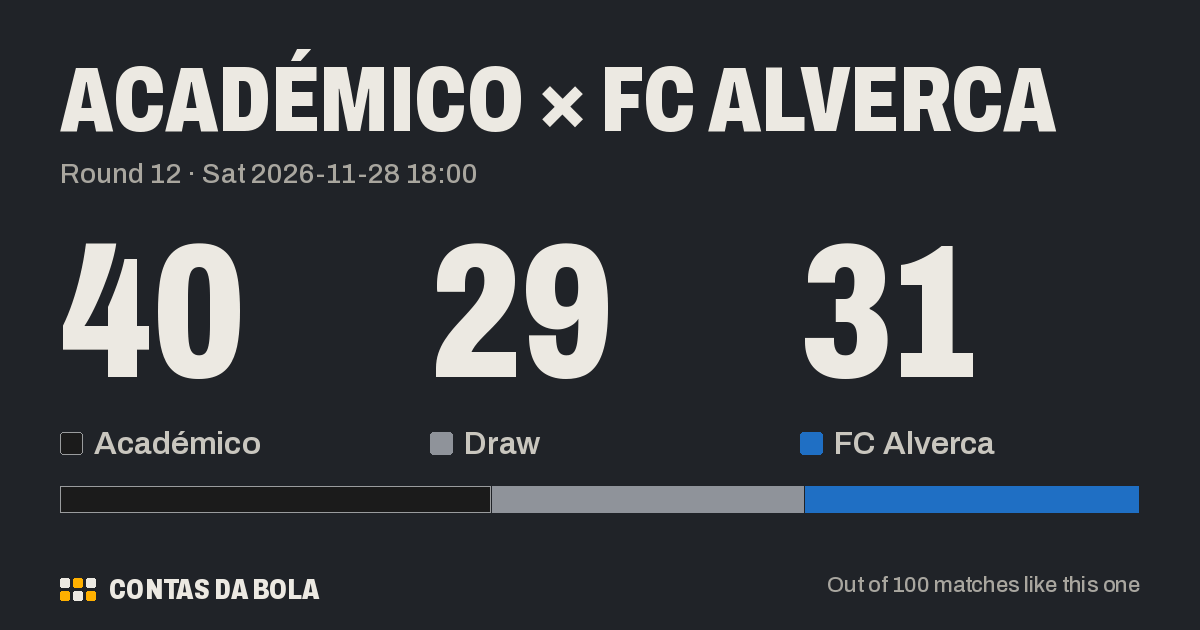 ACADÉMICO × FC ALVERCA
Round 12 · Sat 2026-11-28 18:00
40 29 31
Académico Draw FC Alverca
CONTAS DA BOLA
Out of 100 matches like this one